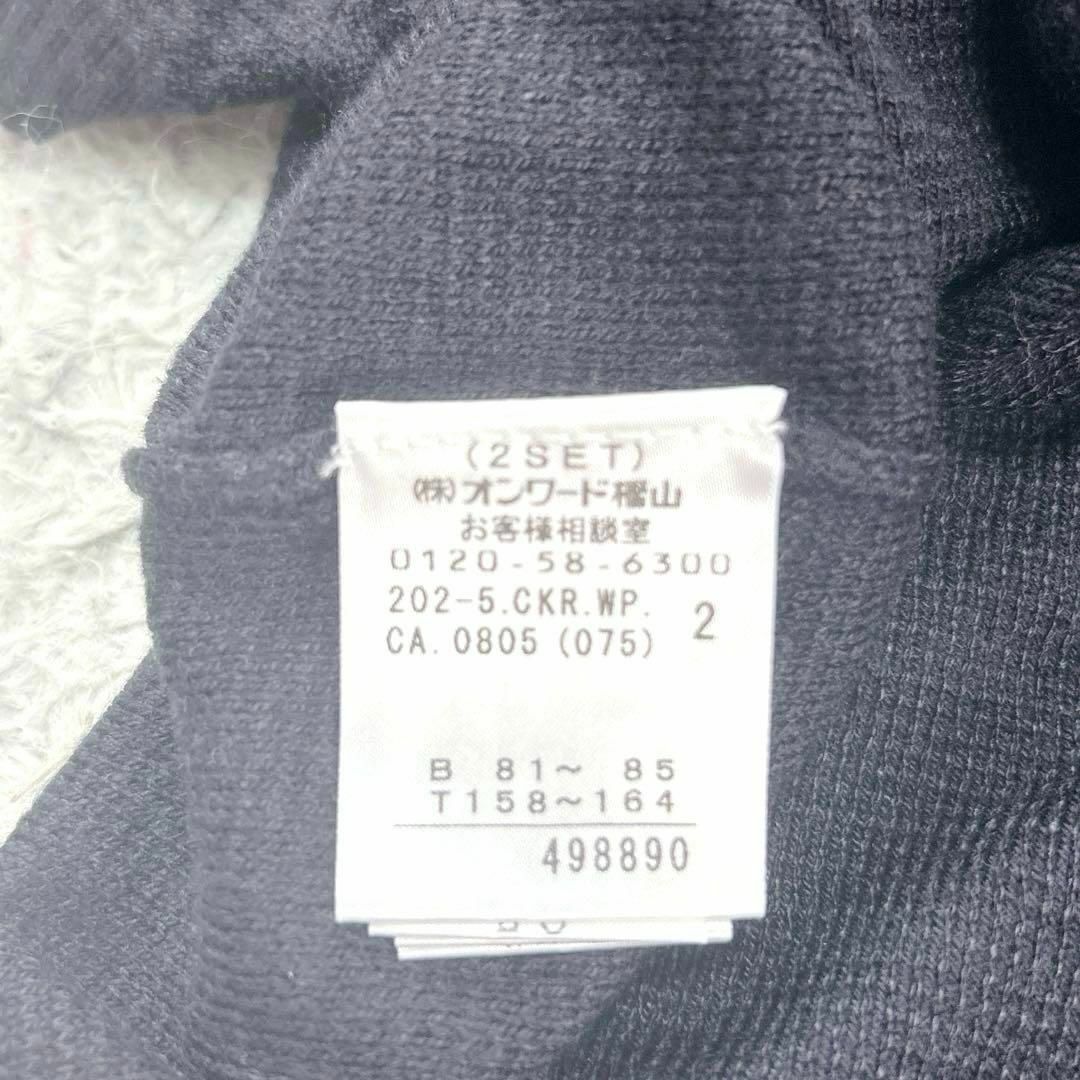 (2SET)
(株)オンワード樫山
お客様相談室
0120-58-6300
202-5.CKR.WP.
CA.0805 (075) 2
B 81～ 85
T158～164
498890